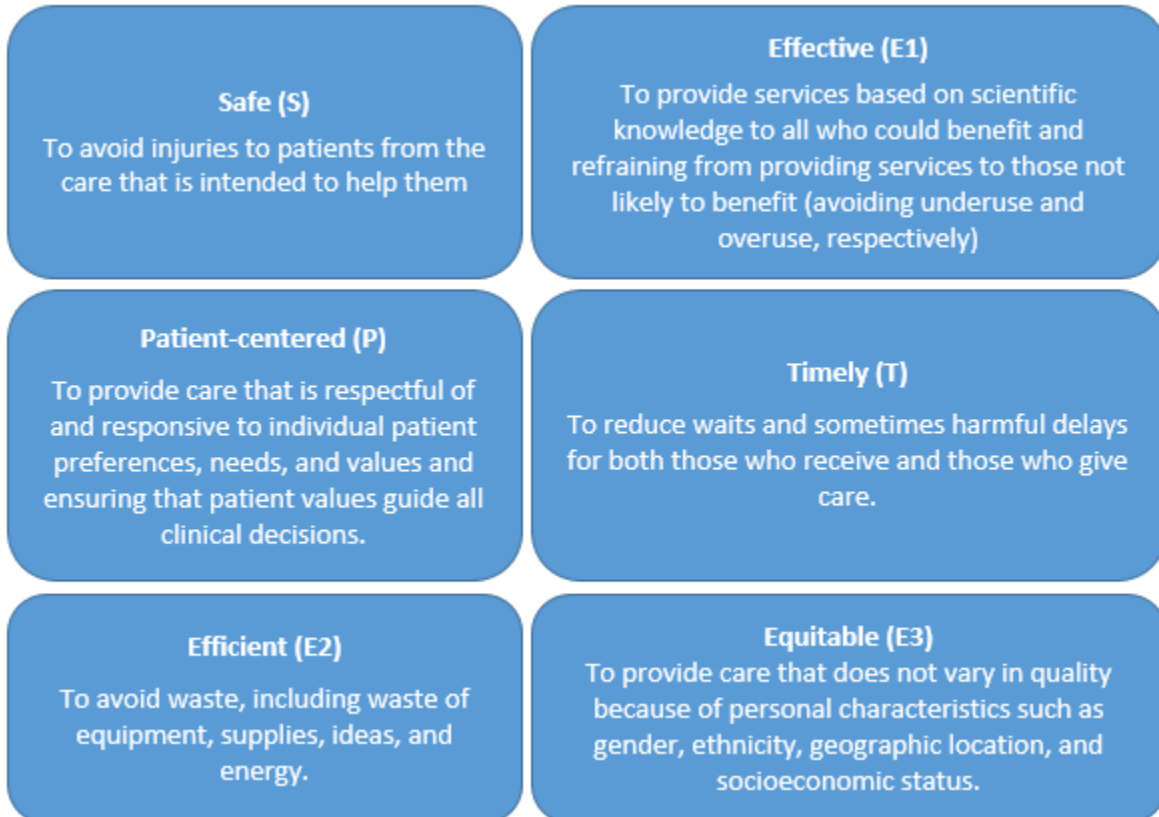 Safe (S)
To avoid injuries to patients from the
care that is intended to help them
Effective (E1)
To provide services based on scientific
knowledge to all who could benefit and
refraining from providing services to those not
likely to benefit (avoiding underuse and
overuse, respectively)
Patient-centered (P)
To provide care that is respectful of
and responsive to individual patient
preferences, needs, and values and
ensuring that patient values guide all
clinical decisions.
Timely (T)
To reduce waits and sometimes harmful delays
for both those who receive and those who give
care.
Efficient (E2)
To avoid waste, including waste of
equipment, supplies, ideas, and
energy.
Equitable (E3)
To provide care that does not vary in quality
because of personal characteristics such as
gender, ethnicity, geographic location, and
socioeconomic status.